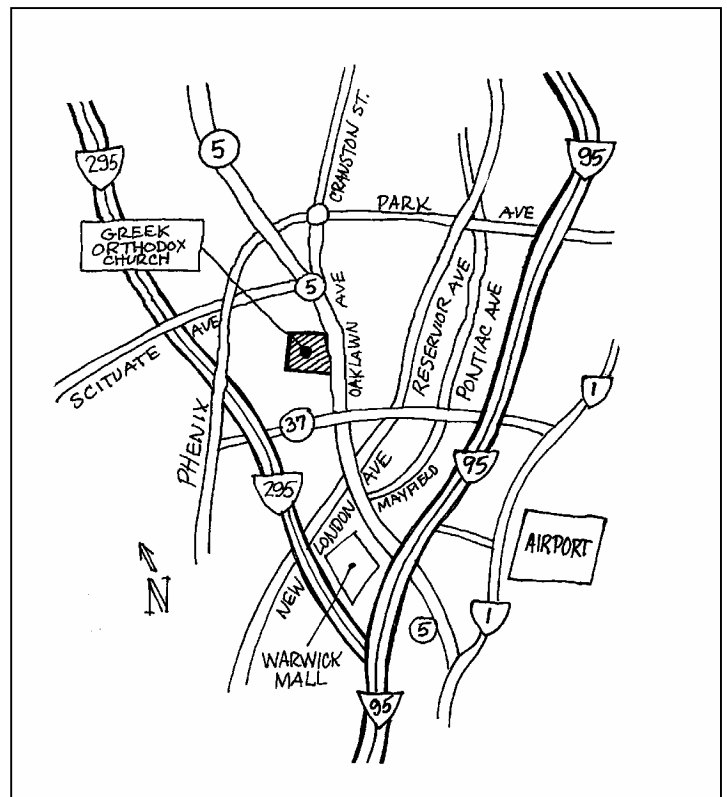 295
5
CRANSTON ST.
95
PARK AVE
GREEK
ORTHODOX
CHURCH
5
OAKLAWN AVE
RESERVIOR AVE
PONTIAC AVE
SCITUATE AVE
PHENIX
37
1
95
295
NEW LONDON AVE
MAYFIELD
AIRPORT
N
WARWICK
MALL
5
1
95